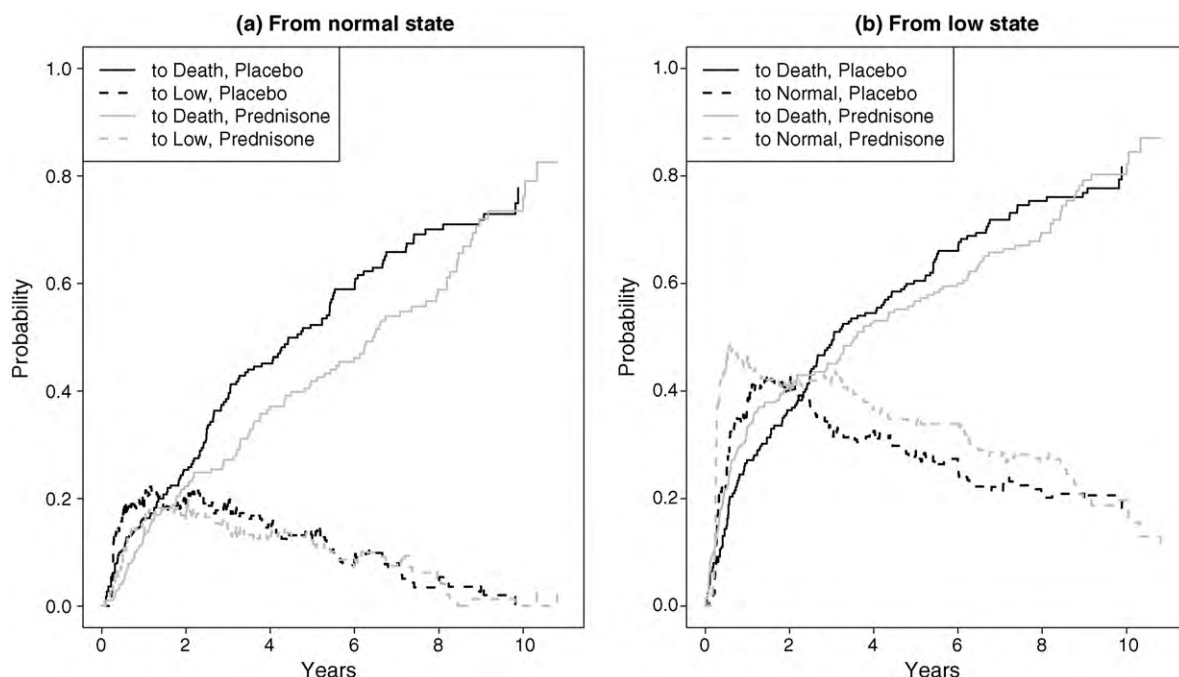 (a) From normal state
1.0
0.8
0.6
0.4
0.2
0.0
Probability
to Death, Placebo
to Low, Placebo
to Death, Prednisone
to Low, Prednisone
0 2 4 6 8 10
Years
(b) From low state
1.0
0.8
0.6
0.4
0.2
0.0
Probability
to Death, Placebo
to Normal, Placebo
to Death, Prednisone
to Normal, Prednisone
0 2 4 6 8 10
Years